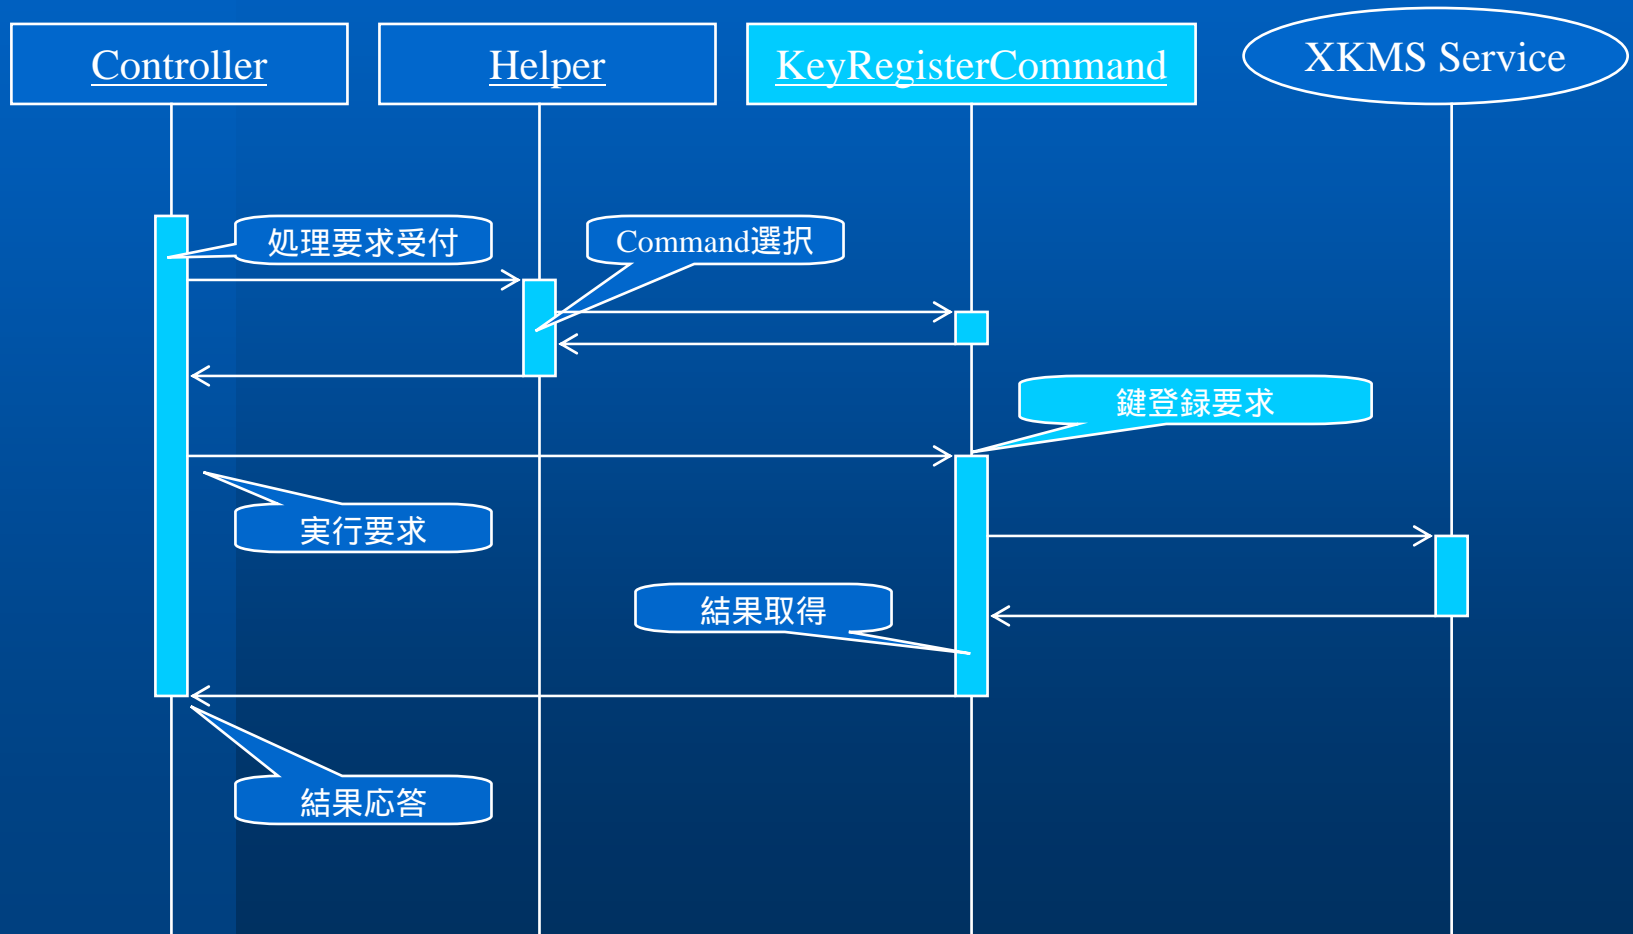 Controller
Helper
KeyRegisterCommand
XKMS Service
処理要求受付
Command選択
鍵登録要求
実行要求
結果取得
結果応答